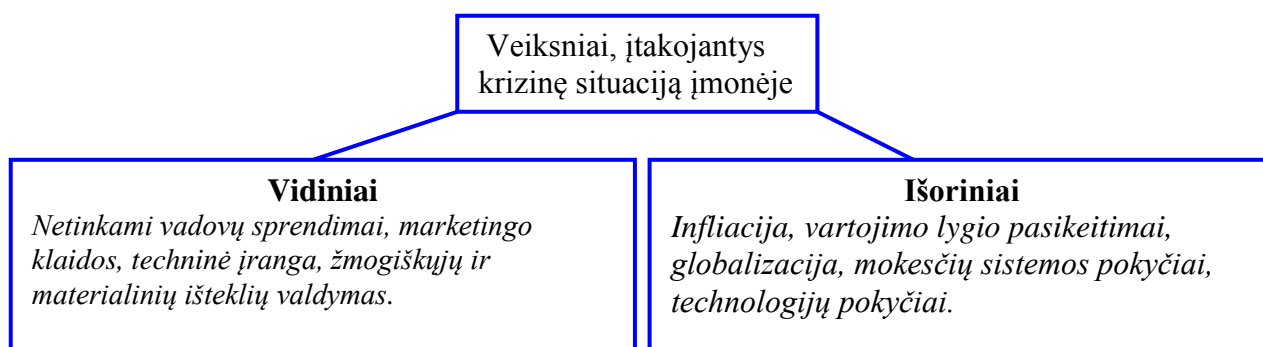 Veiksniai, įtakojantys
krizinę situaciją įmonėje
Vidiniai
Netinkami vadovų sprendimai, marketingo
klaidos, techninė įranga, žmogiškųjų ir
materialinių išteklių valdymas.
Išoriniai
Infliacija, vartojimo lygio pasikeitimai,
globalizacija, mokesčių sistemos pokyčiai,
technologijų pokyčiai.